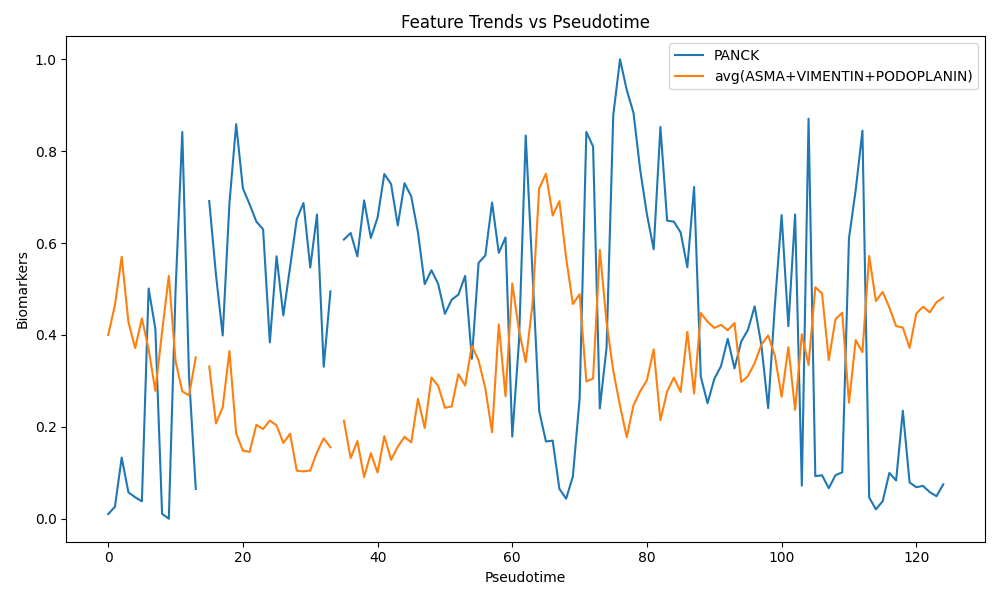 Feature Trends vs Pseudotime
PANCK
avg(ASMA+VIMENTIN+PODOPLANIN)
1.0
0.8
0.6
0.4
0.2
0.0
Biomarkers
0 20 40 60 80 100 120
Pseudotime